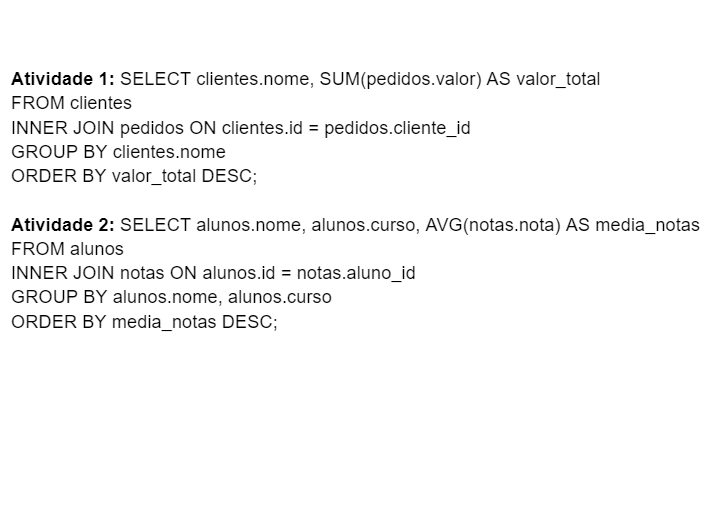 Atividade 1: SELECT clientes.nome, SUM(pedidos.valor) AS valor_total
FROM clientes
INNER JOIN pedidos ON clientes.id = pedidos.cliente_id
GROUP BY clientes.nome
ORDER BY valor_total DESC;
Atividade 2: SELECT alunos.nome, alunos.curso, AVG(notas.nota) AS media_notas
FROM alunos
INNER JOIN notas ON alunos.id = notas.aluno_id
GROUP BY alunos.nome, alunos.curso
ORDER BY media_notas DESC;